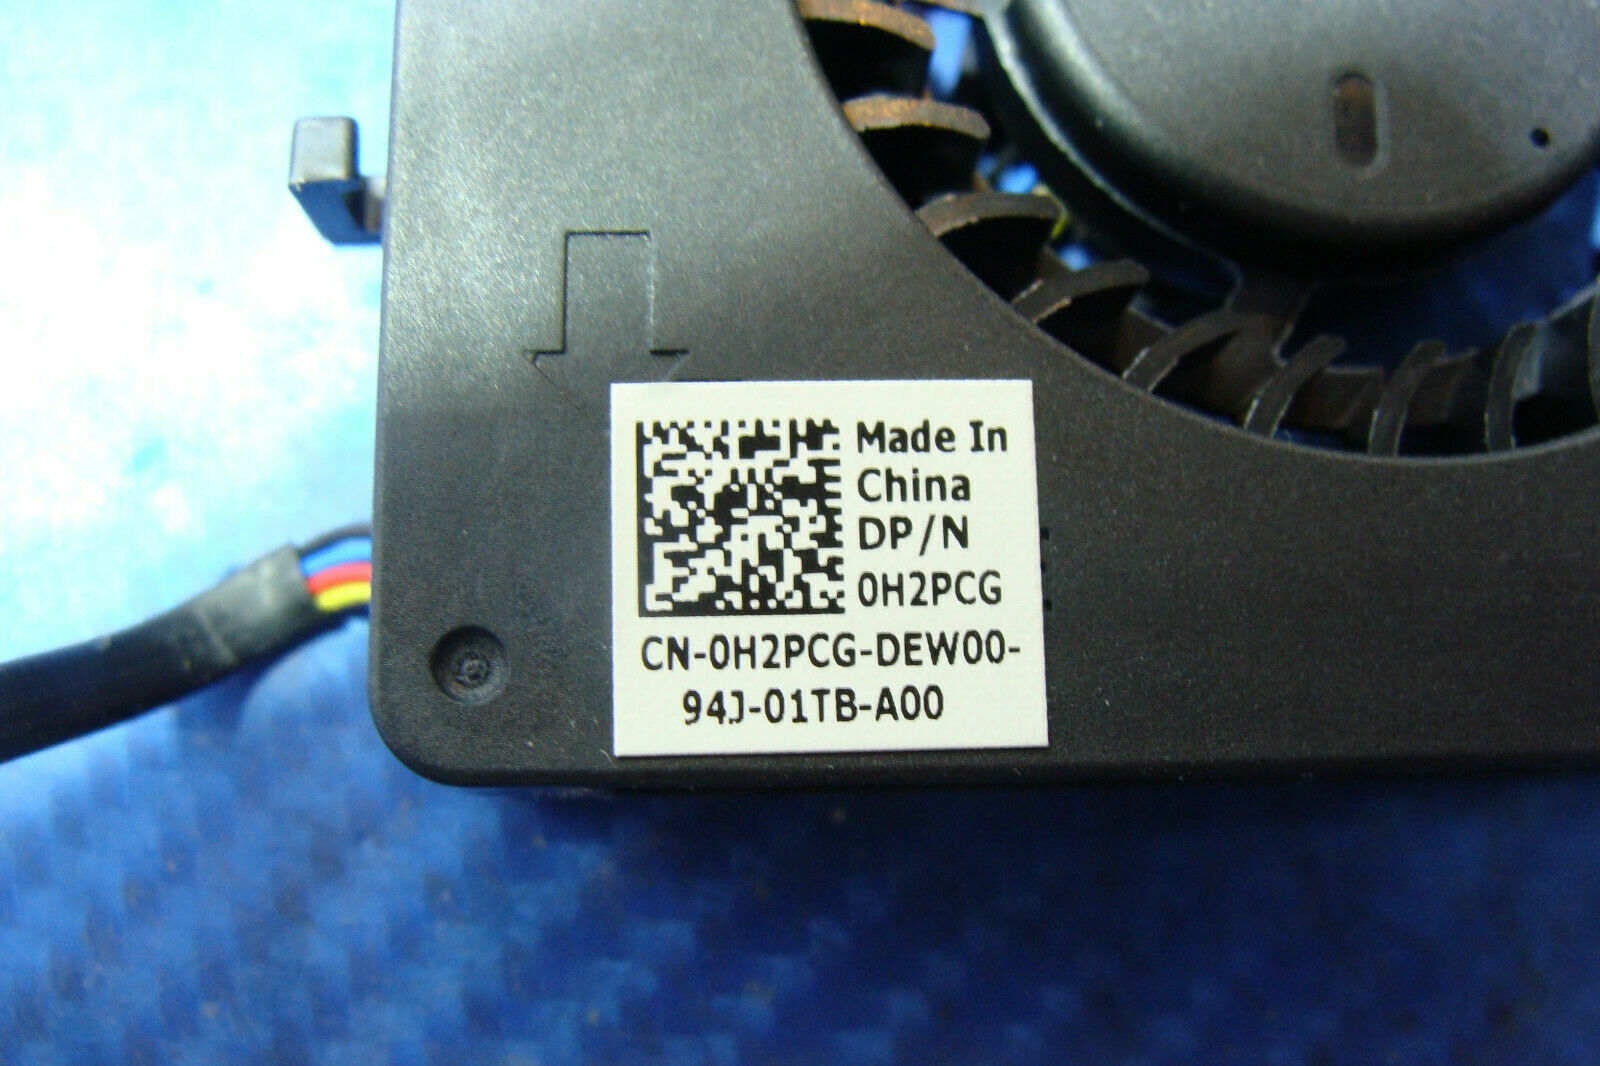 Made In
China
DP/N
0H2PCG
CN-0H2PCG-DEW00-
94J-01TB-A00